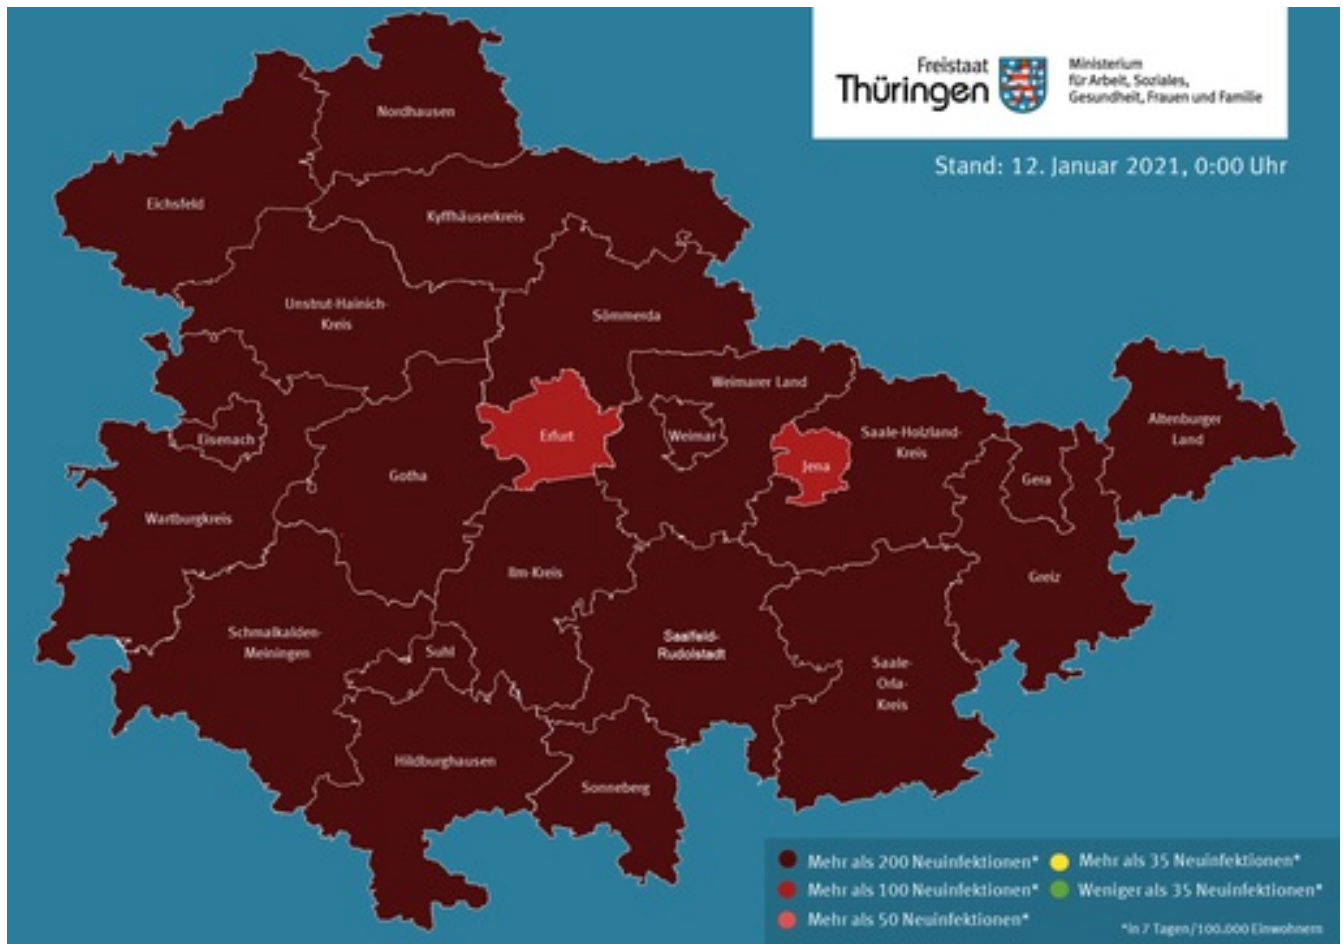 Freistaat
Thüringen
Ministerium
für Arbeit, Soziales,
Gesundheit, Frauen und Familie
Stand: 12. Januar 2021, 0:00 Uhr
Nordhausen
Eichsfeld
Kyffhäuserkreis
Unstrut-Hainich-
Kreis
Sömmerda
Weimarer Land
Altenburger
Land
Eisenach
Erfurt
Weimar
Saale-Holzland-
Kreis
Jena
Gera
Gotha
Wartburgkreis
Ilm-Kreis
Greiz
Schmalkalden-
Meiningen
Suhl
Saalfeld-
Rudolstadt
Saale-
Orla-
Kreis
Hildburghausen
Sonneberg
Mehr als 200 Neuinfektionen*
Mehr als 35 Neuinfektionen*
Mehr als 100 Neuinfektionen*
Weniger als 35 Neuinfektionen*
Mehr als 50 Neuinfektionen*
*in 7 Tagen/100.000 Einwohnern